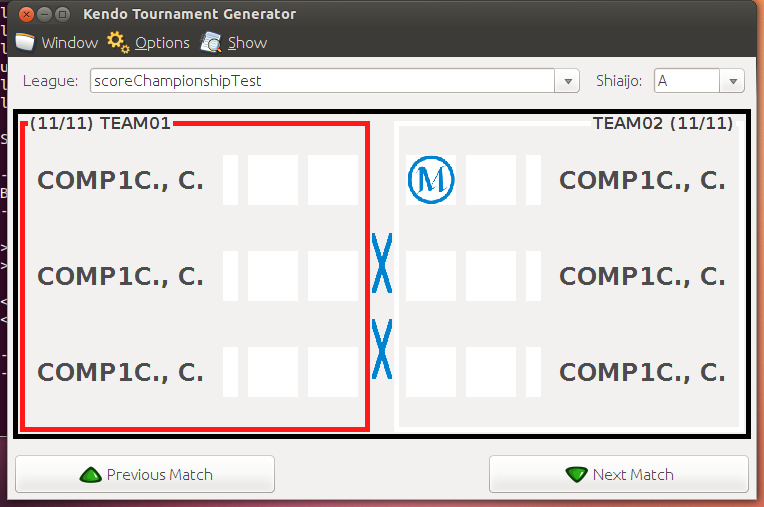 Kendo Tournament Generator
Window Options Show
League: scoreChampionshipTest Shiaijo: A
(11/11) TEAM01 TEAM02 (11/11)
COMP1C., C. M COMP1C., C.
COMP1C., C. X COMP1C., C.
COMP1C., C. X COMP1C., C.
Previous Match Next Match